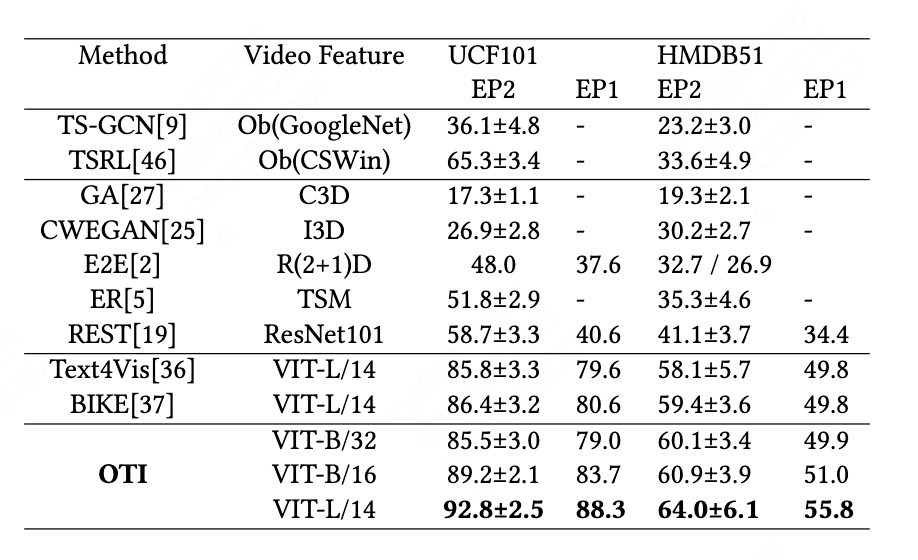 Method Video Feature UCF101 HMDB51
EP2 EP1 EP2 EP1
TS-GCN[9] Ob(GoogleNet) 36.1±4.8 - 23.2±3.0 -
TSRL[46] Ob(CSWin) 65.3±3.4 - 33.6±4.9 -
GA[27] C3D 17.3±1.1 - 19.3±2.1 -
CWEGAN[25] I3D 26.9±2.8 - 30.2±2.7 -
E2E[2] R(2+1)D 48.0 37.6 32.7 / 26.9
ER[5] TSM 51.8±2.9 - 35.3±4.6 -
REST[19] ResNet101 58.7±3.3 40.6 41.1±3.7 34.4
Text4Vis[36] VIT-L/14 85.8±3.3 79.6 58.1±5.7 49.8
BIKE[37] VIT-L/14 86.4±3.2 80.6 59.4±3.6 49.8
VIT-B/32 85.5±3.0 79.0 60.1±3.4 49.9
OTI VIT-B/16 89.2±2.1 83.7 60.9±3.9 51.0
VIT-L/14 92.8±2.5 88.3 64.0±6.1 55.8